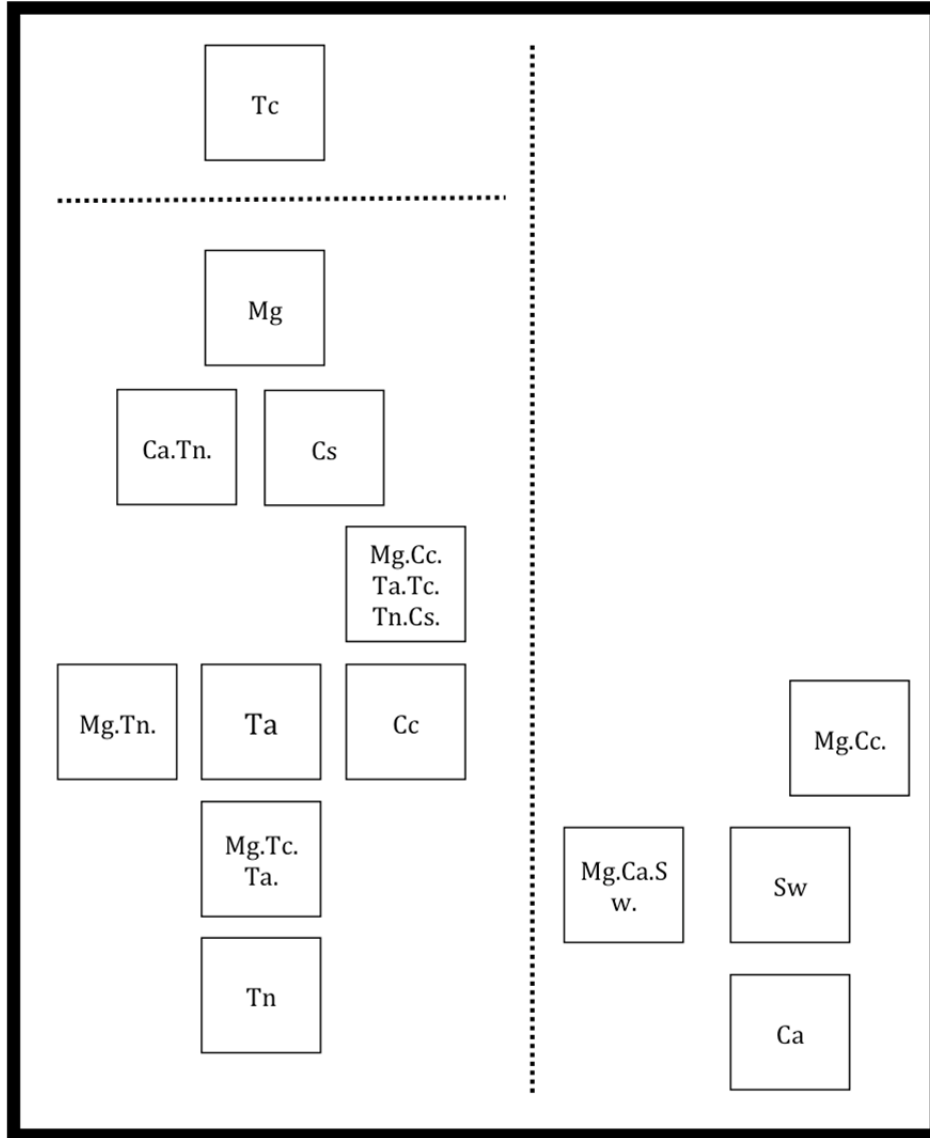 Tc
Mg
Ca.Tn.
Cs
Mg.Cc.
Ta.Tc.
Tn.Cs.
Mg.Tn.
Ta
Cc
Mg.Cc.
Mg.Tc.
Ta.
Mg.Ca.S
w.
Sw
Tn
Ca